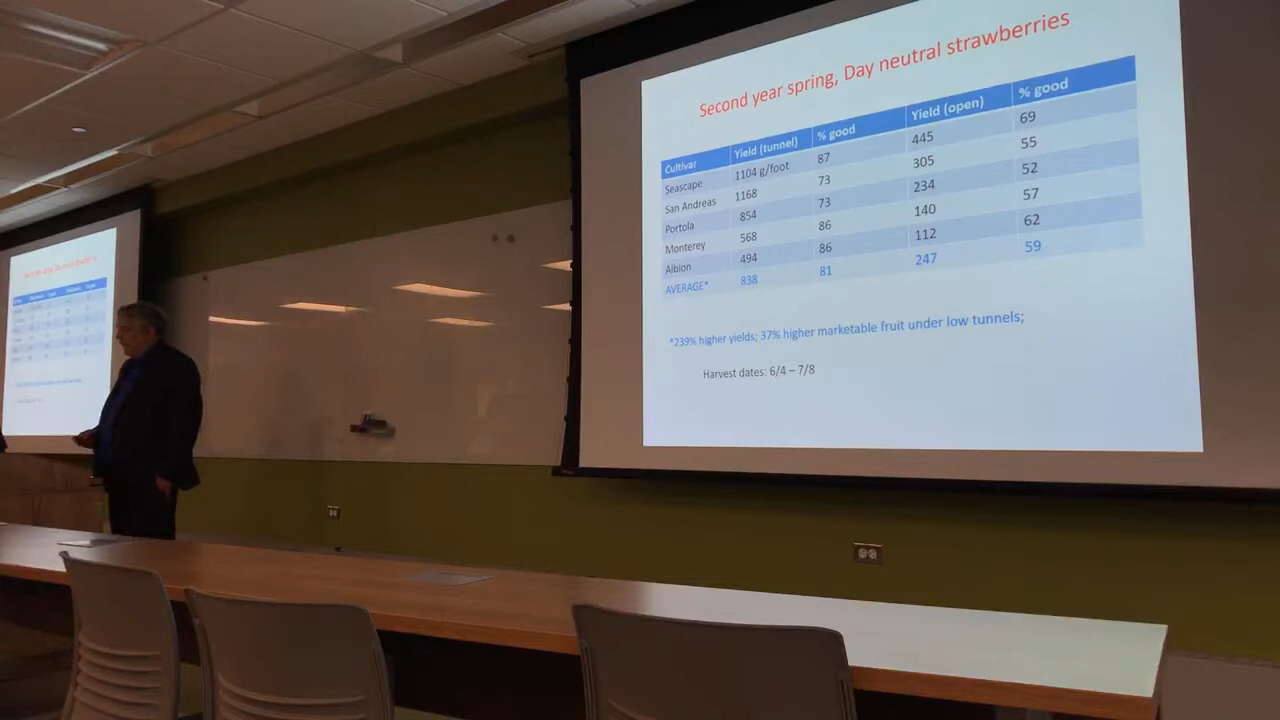 Second year spring, Day neutral strawberries
Cultivar Yield (tunnel) % good Yield (open) % good
Seascape 1104 g/foot 87 445 69
San Andreas 1168 73 305 55
Portola 854 73 234 52
Monterey 568 86 140 57
Albion 494 86 112 62
AVERAGE* 838 81 247 59
*239% higher yields; 37% higher marketable fruit under low tunnels;
Harvest dates: 6/4 – 7/8